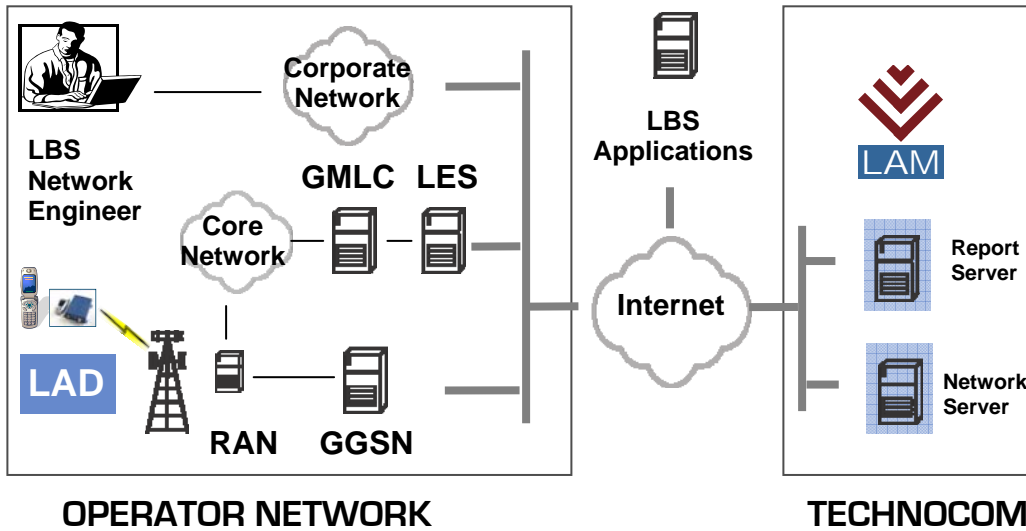 Corporate
Network
LBS
Network
Engineer
GMLC
LES
Core
Network
LAD
RAN
GGSN
LBS
Applications
Internet
LAM
Report
Server
Network
Server
OPERATOR NETWORK
TECHNOCOM